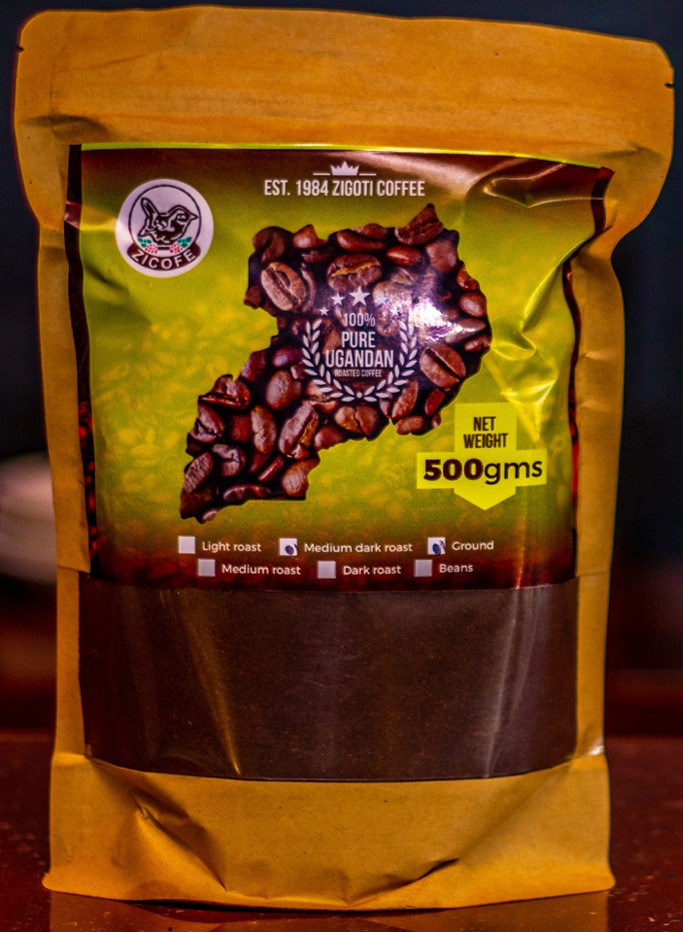 EST. 1984 ZIGOTI COFFEE
ZICOFE
100%
PURE
UGANDAN
ROASTED COFFEE
NET
WEIGHT
500gms
Light roast Medium dark roast Ground
Medium roast Dark roast Beans